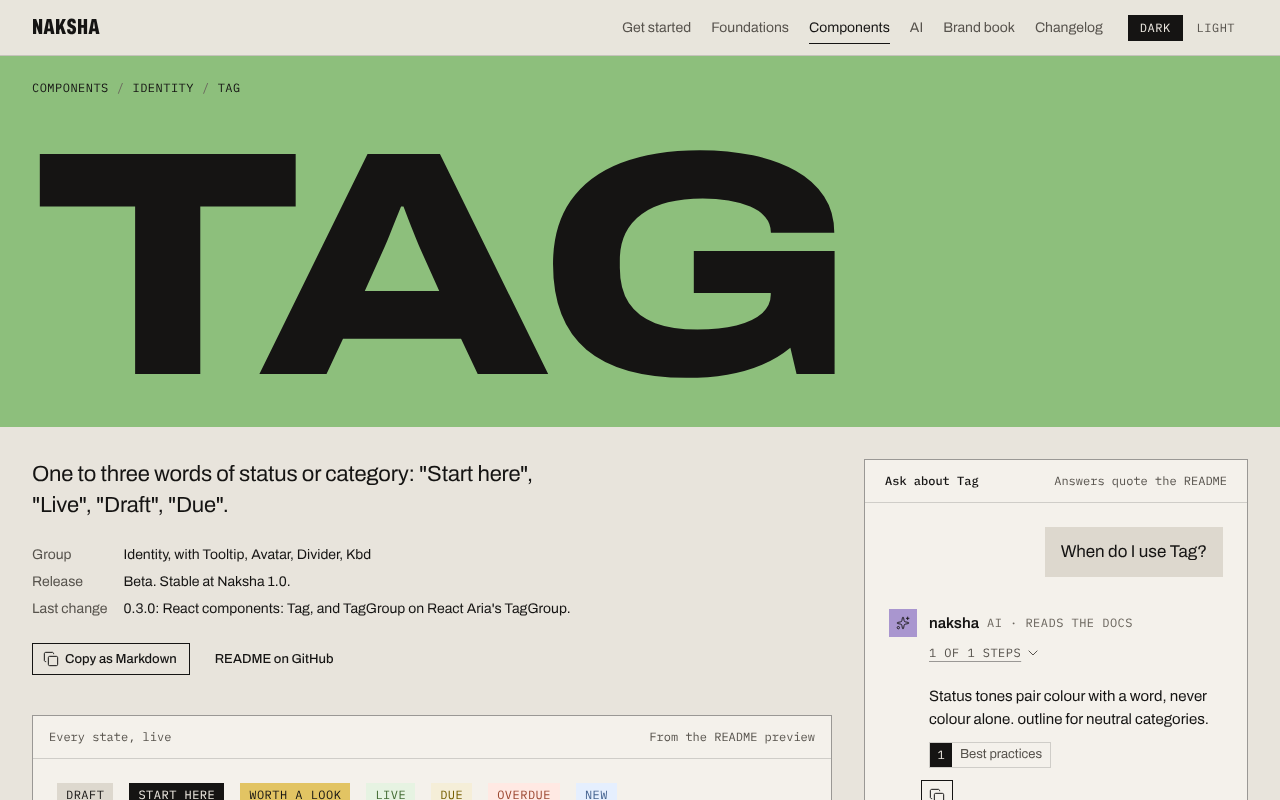 NAKSHA
Get started Foundations Components AI Brand book Changelog DARK LIGHT
COMPONENTS / IDENTITY / TAG
TAG
One to three words of status or category: "Start here",
"Live", "Draft", "Due".
Group Identity, with Tooltip, Avatar, Divider, Kbd
Release Beta. Stable at Naksha 1.0.
Last change 0.3.0: React components: Tag, and TagGroup on React Aria's TagGroup.
Copy as Markdown README on GitHub
Every state, live From the README preview
DRAFT START HERE WORTH A LOOK LIVE DUE OVERDUE NEW
Ask about Tag Answers quote the README
When do I use Tag?
naksha AI · READS THE DOCS
1 OF 1 STEPS
Status tones pair colour with a word, never
colour alone. outline for neutral categories.
1 Best practices